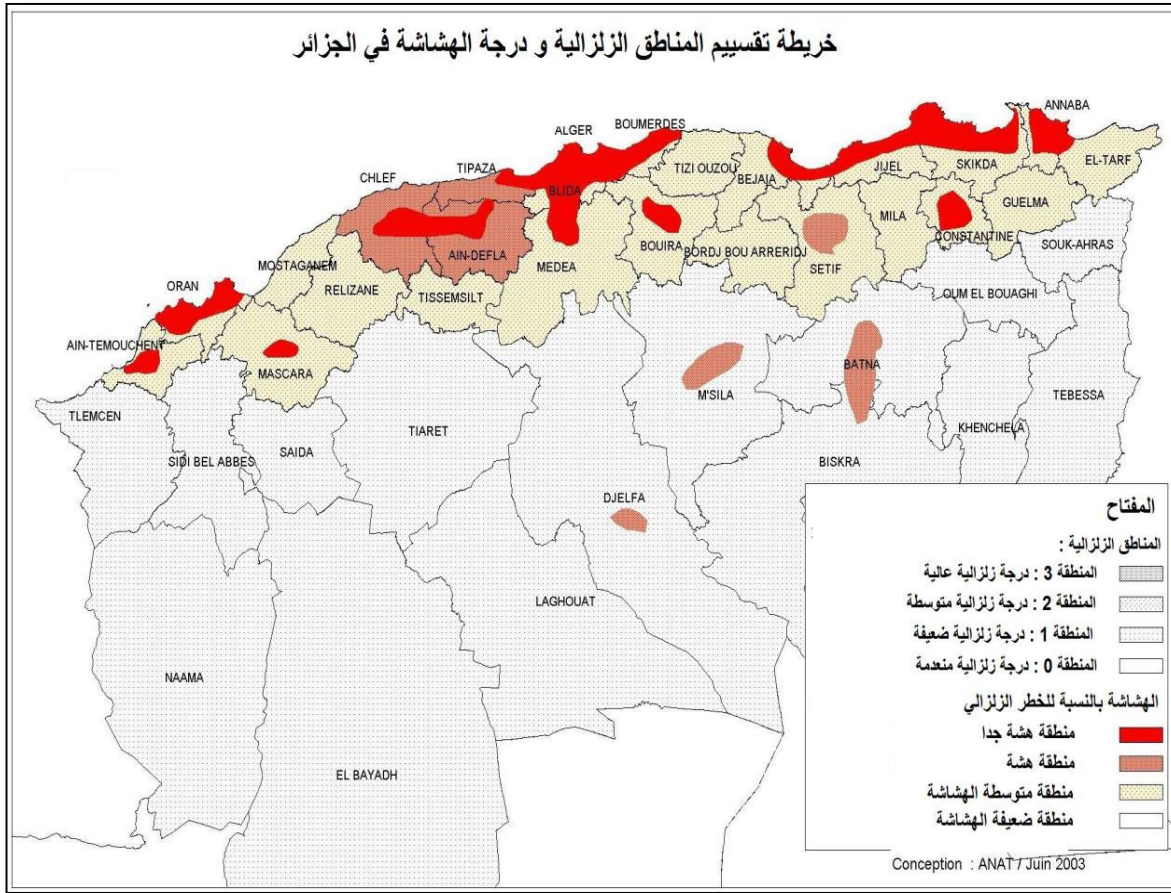 خريطة تقسييم المناطق الزلزالية و درجة الهشاشة في الجزائر
ANNABA
BOUMERDES
ALGER
EL-TARF
TIZI OUZOU
SKIKDA
JIJEL
TIPAZA
CHLEF
BEJAIA
BLIDA
GUELMA
MILA
CONSTANTINE
SOUK-AHRAS
BOUIRA
BORDJ BOU ARRERIDJ
AIN-DEFLA
MEDEA
SETIF
MOSTAGANEM
RELIZANE
TISSEMSILT
OUM EL BOUAGHI
ORAN
AIN-TEMOUCHENT
MASCARA
BATNA
M'SILA
TEBESSA
TLEMCEN
KHENCHELA
TIARET
SAIDA
SIDI BEL ABBES
BISKRA
DJELFA
LAGHOUAT
NAAMA
EL BAYADH
المفتاح
المناطق الزلزالية :
المنطقة 3 : درجة زلزالية عالية
المنطقة 2 : درجة زلزالية متوسطة
المنطقة 1 : درجة زلزالية ضعيفة
المنطقة 0 : درجة زلزالية منعدمة
الهشاشة بالنسبة للخطر الزلزالي
منطقة هشة جدا
منطقة هشة
منطقة متوسطة الهشاشة
منطقة ضعيفة الهشاشة
Conception : ANAT / Juin 2003